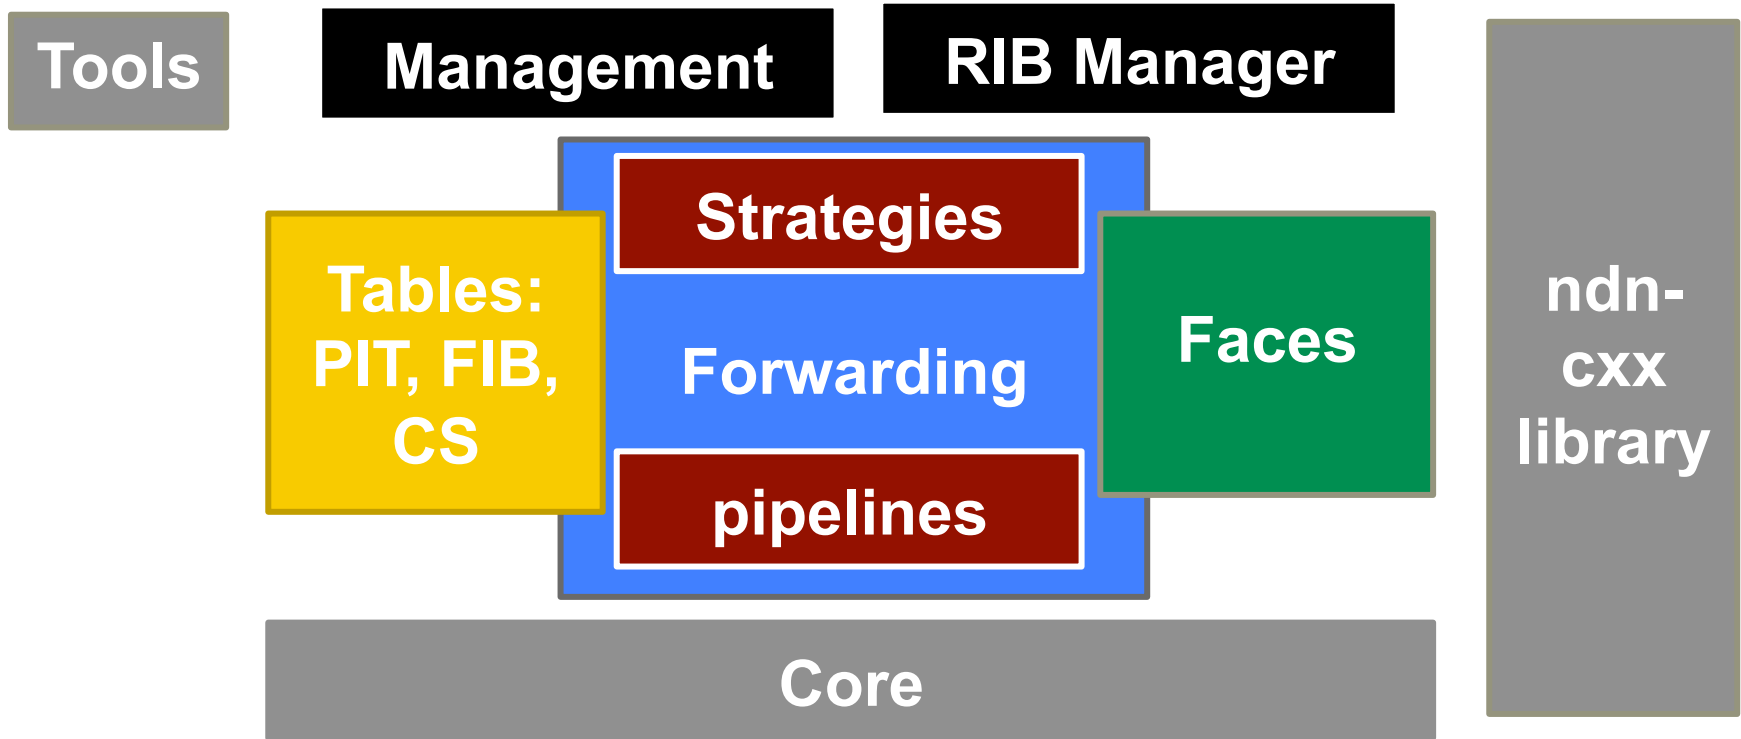 Tools
Management
RIB Manager
Strategies
Tables:
PIT, FIB,
CS
Forwarding
Faces
pipelines
Core
ndn-
cxx
library